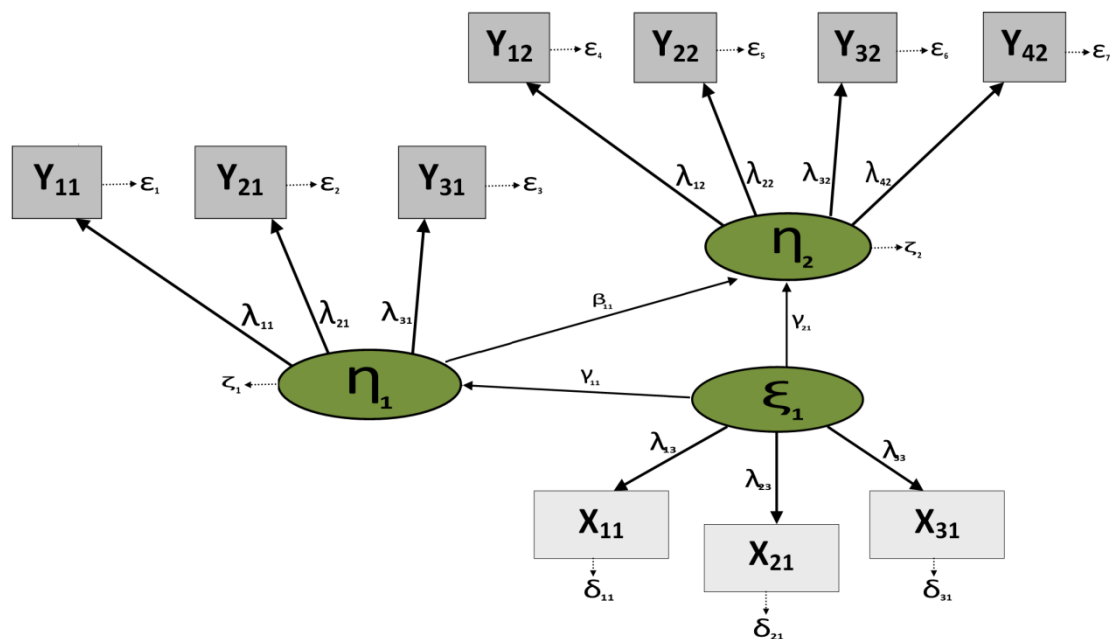 Y₁₂ ε₄ Y₂₂ ε₅ Y₃₂ ε₆ Y₄₂ ε₇
Y₁₁ ε₁ Y₂₁ ε₂ Y₃₁ ε₃
λ₁₂ λ₂₂ λ₃₂ λ₄₂
η₂ ζ₂
β₁₁
λ₁₁ λ₂₁ λ₃₁
γ₂₁
ζ₁ η₁ γ₁₁ ξ₁
λ₁₃ λ₂₃ λ₃₃
X₁₁ X₂₁ X₃₁
δ₁₁ δ₂₁ δ₃₁